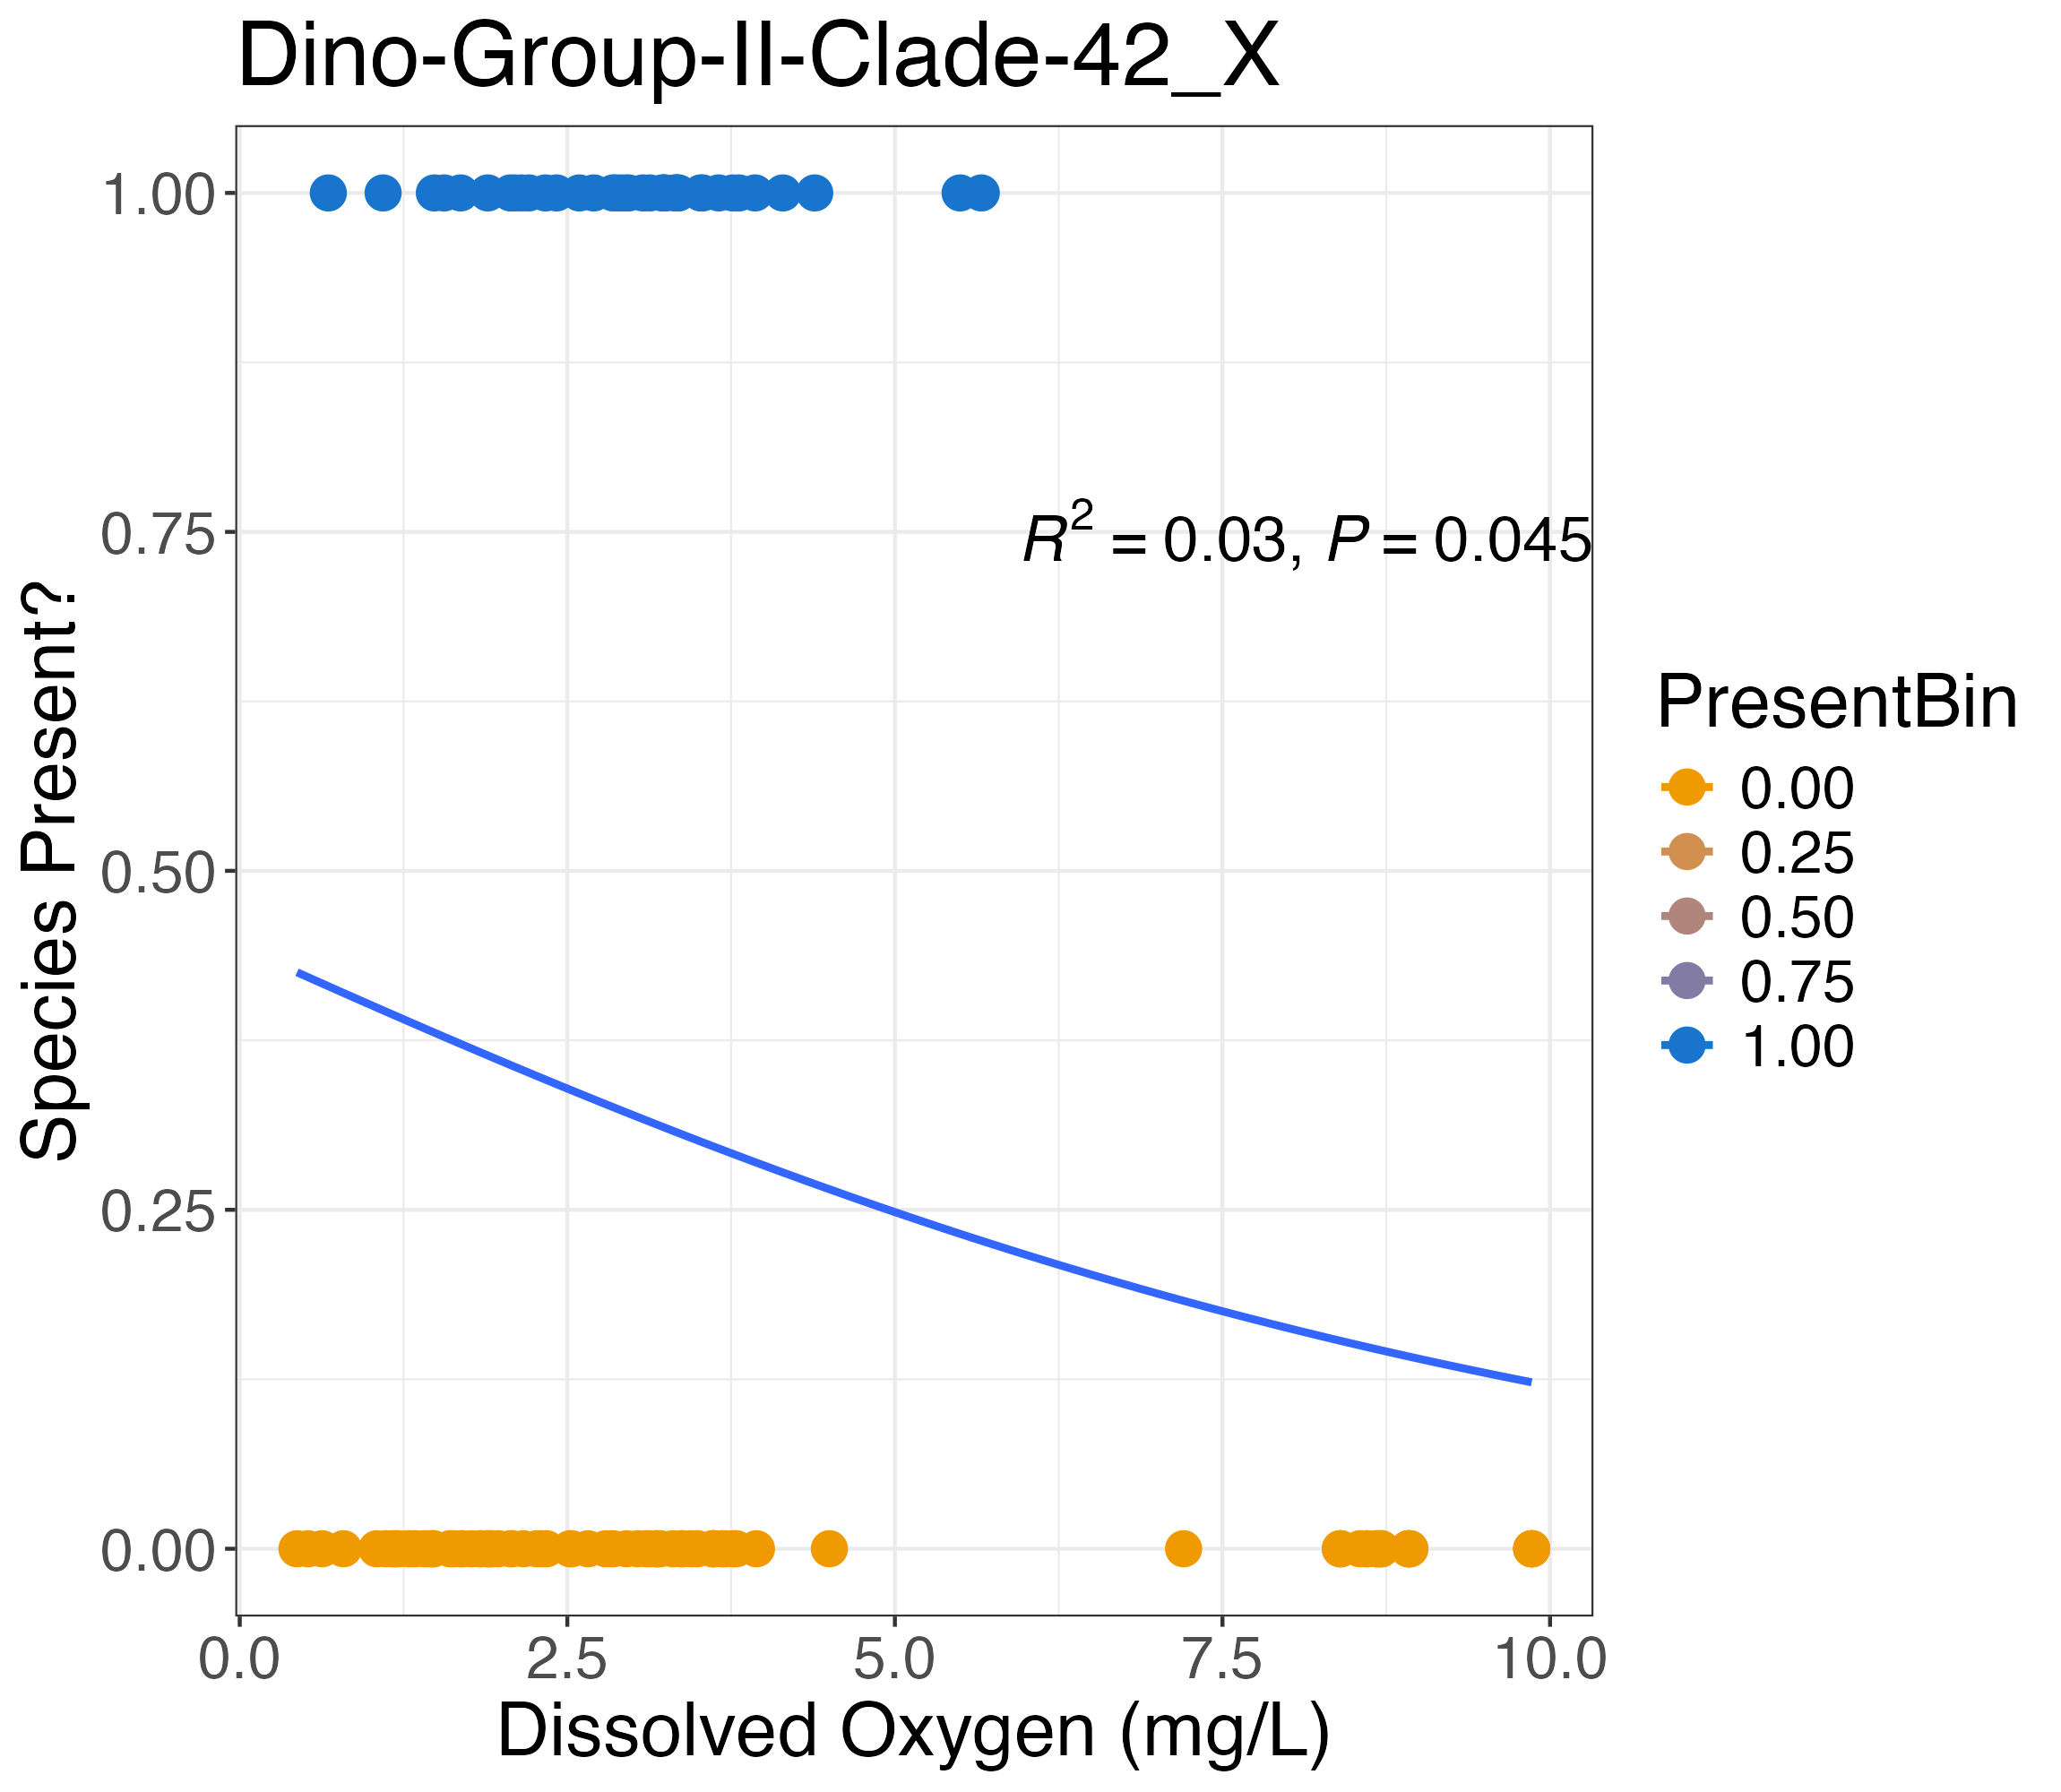 Dino-Group-II-Clade-42_X
1.00
0.75
0.50
0.25
0.00
Species Present?
R² = 0.03, P = 0.045
0.0 2.5 5.0 7.5 10.0
Dissolved Oxygen (mg/L)
PresentBin
0.00
0.25
0.50
0.75
1.00